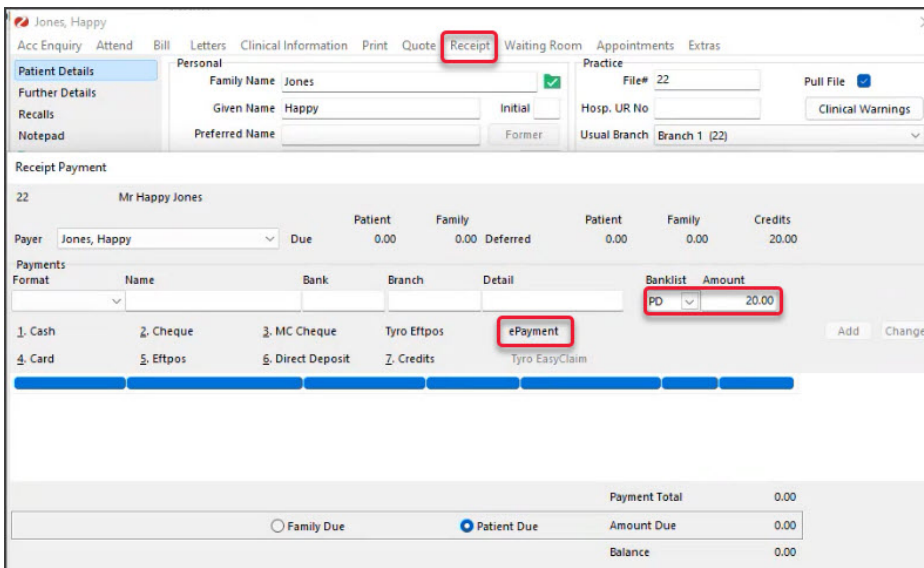 Jones, Happy
Acc Enquiry Attend Bill Letters Clinical Information Print Quote Receipt Waiting Room Appointments Extras
Patient Details
Further Details
Recalls
Notepad
Personal
Family Name Jones
Given Name Happy Initial
Preferred Name Former
Practice
File# 22 Pull File
Hosp. UR No Clinical Warnings
Usual Branch Branch 1 (22)
Receipt Payment
22 Mr Happy Jones
Patient Family Patient Family Credits
Payer Jones, Happy Due 0.00 0.00 Deferred 0.00 0.00 20.00
Payments
Format Name Bank Branch Detail Banklist Amount
PD 20.00
1. Cash 2. Cheque 3. MC Cheque Tyro Eftpos ePayment Add Change
4. Card 5. Eftpos 6. Direct Deposit 7. Credits Tyro EasyClaim
Payment Total 0.00
Family Due Patient Due Amount Due 0.00
Balance 0.00